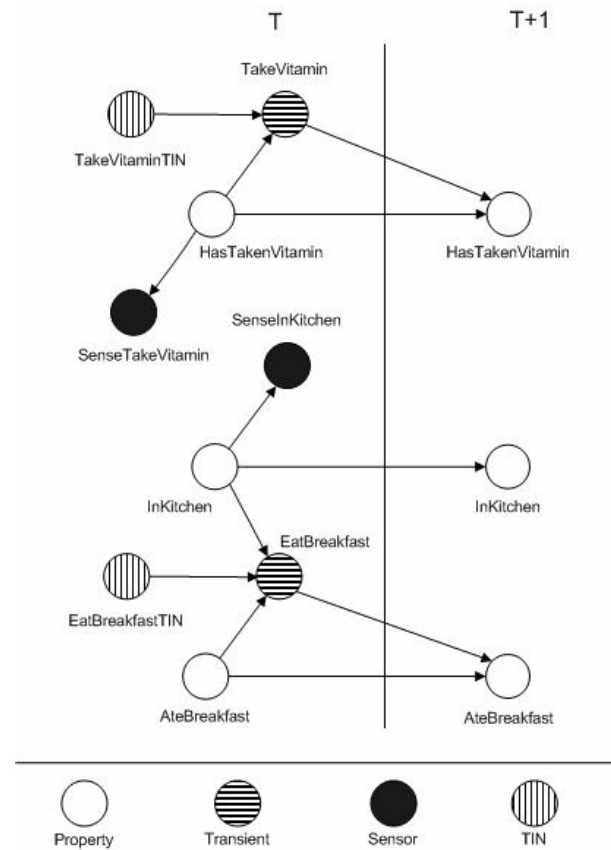 T T+1
TakeVitamin
TakeVitaminTIN
HasTakenVitamin HasTakenVitamin
SenseInKitchen
SenseTakeVitamin
InKitchen InKitchen
EatBreakfast
EatBreakfastTIN
AteBreakfast AteBreakfast
Property Transient Sensor TIN